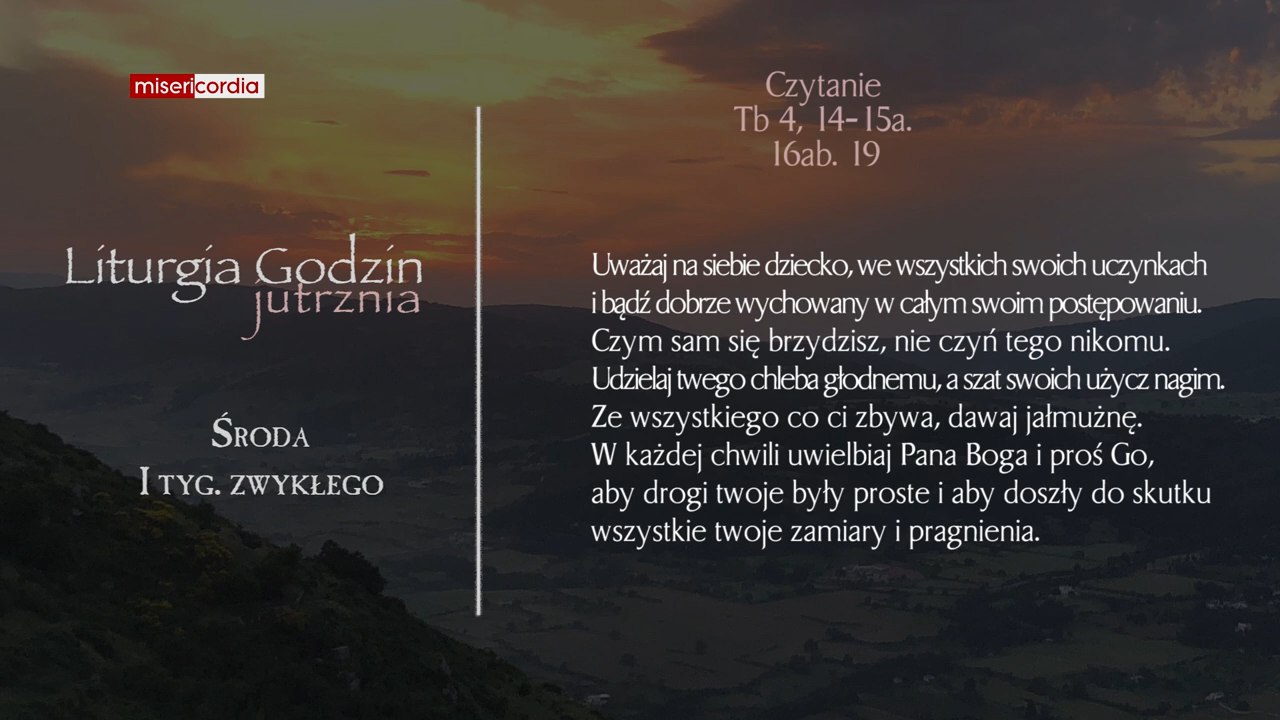 misericordia
Liturgia Godzin
jutrznia
Środa
I tyg. zwykłego
Czytanie
Tb 4, 14-15a.
16ab. 19
Uważaj na siebie dziecko, we wszystkich swoich uczynkach
i bądź dobrze wychowany w całym swoim postępowaniu.
Czym sam się brzydzisz, nie czyń tego nikomu.
Udzielaj twego chleba głodnemu, a szat swoich użycz nagim.
Ze wszystkiego co ci zbywa, dawaj jałmużnę.
W każdej chwili uwielbiaj Pana Boga i proś Go,
aby drogi twoje były proste i aby doszły do skutku
wszystkie twoje zamiary i pragnienia.